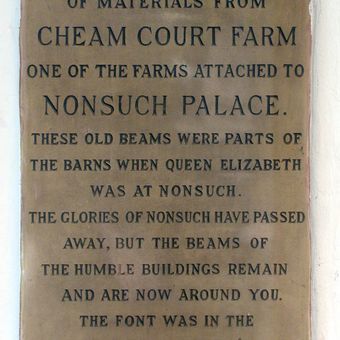 OF MATERIALS FROM
CHEAM COURT FARM
ONE OF THE FARMS ATTACHED TO
NONSUCH PALACE.
THESE OLD BEAMS WERE PARTS OF
THE BARNS WHEN QUEEN ELIZABETH
WAS AT NONSUCH.
THE GLORIES OF NONSUCH HAVE PASSED
AWAY, BUT THE BEAMS OF
THE HUMBLE BUILDINGS REMAIN
AND ARE NOW AROUND YOU.
THE FONT WAS IN THE